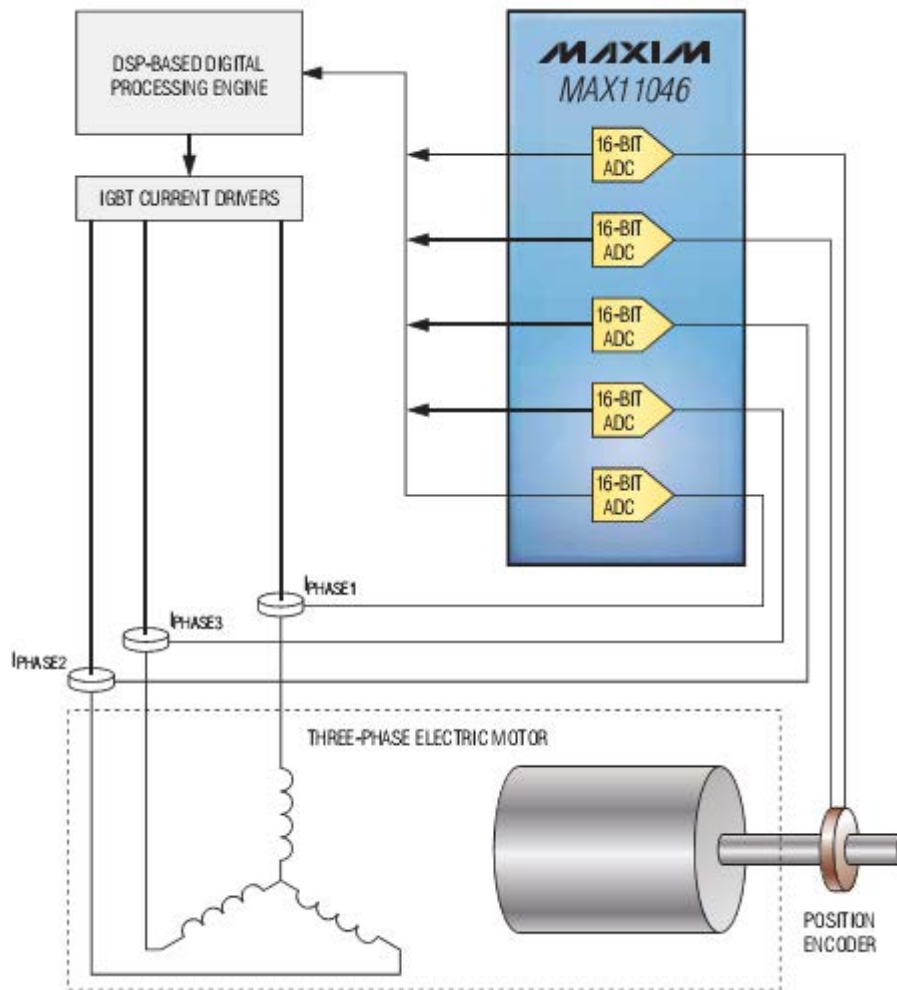 DSP-BASED DIGITAL
PROCESSING ENGINE
IGBT CURRENT DRIVERS
MAXIM
MAX11046
16-BIT
ADC
16-BIT
ADC
16-BIT
ADC
16-BIT
ADC
16-BIT
ADC
IPHASE1
IPHASE3
IPHASE2
THREE-PHASE ELECTRIC MOTOR
POSITION
ENCODER